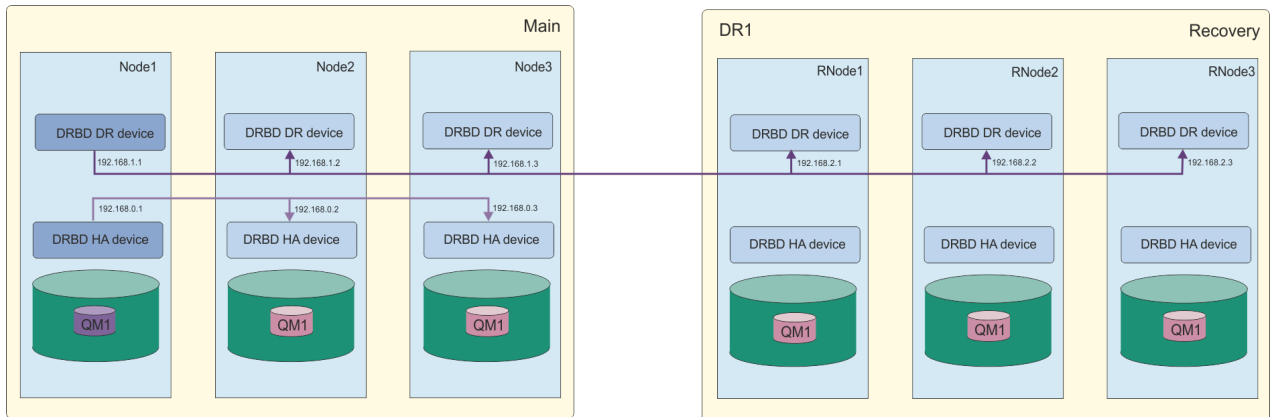 Main
Node1
Node2
Node3
DRBD DR device
DRBD DR device
DRBD DR device
192.168.1.1
192.168.1.2
192.168.1.3
192.168.0.1
192.168.0.2
192.168.0.3
DRBD HA device
DRBD HA device
DRBD HA device
QM1
QM1
QM1
DR1
Recovery
RNode1
RNode2
RNode3
DRBD DR device
DRBD DR device
DRBD DR device
192.168.2.1
192.168.2.2
192.168.2.3
DRBD HA device
DRBD HA device
DRBD HA device
QM1
QM1
QM1